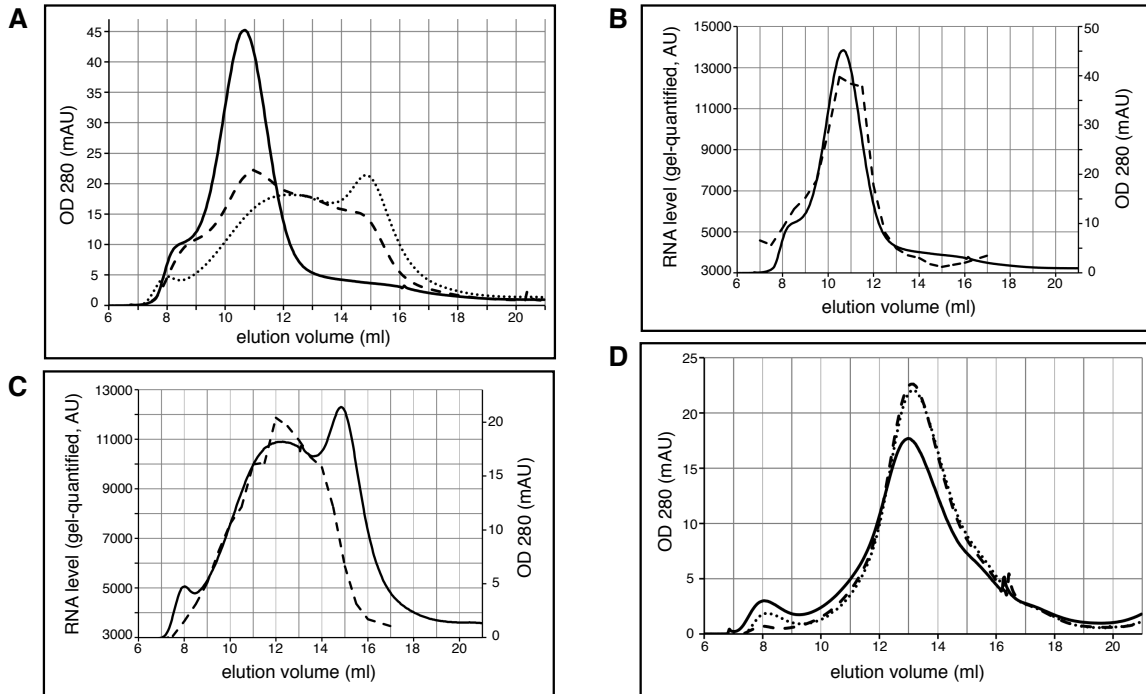 A
OD 280 (mAU)
45
40
35
30
25
20
15
10
5
0
6 8 10 12 14 16 18 20
elution volume (ml)
B
RNA level (gel-quantified, AU)
15000
13000
11000
9000
7000
5000
3000
50
40
30
20
10
0
OD 280 (mAU)
6 8 10 12 14 16 18 20
elution volume (ml)
C
RNA level (gel-quantified, AU)
13000
11000
9000
7000
5000
3000
20
15
10
5
0
OD 280 (mAU)
6 8 10 12 14 16 18 20
elution volume (ml)
D
OD 280 (mAU)
25
20
15
10
5
0
6 8 10 12 14 16 18 20
elution volume (ml)